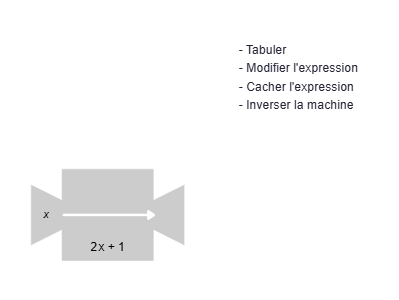 - Tabuler
- Modifier l'expression
- Cacher l'expression
- Inverser la machine
x
2x + 1